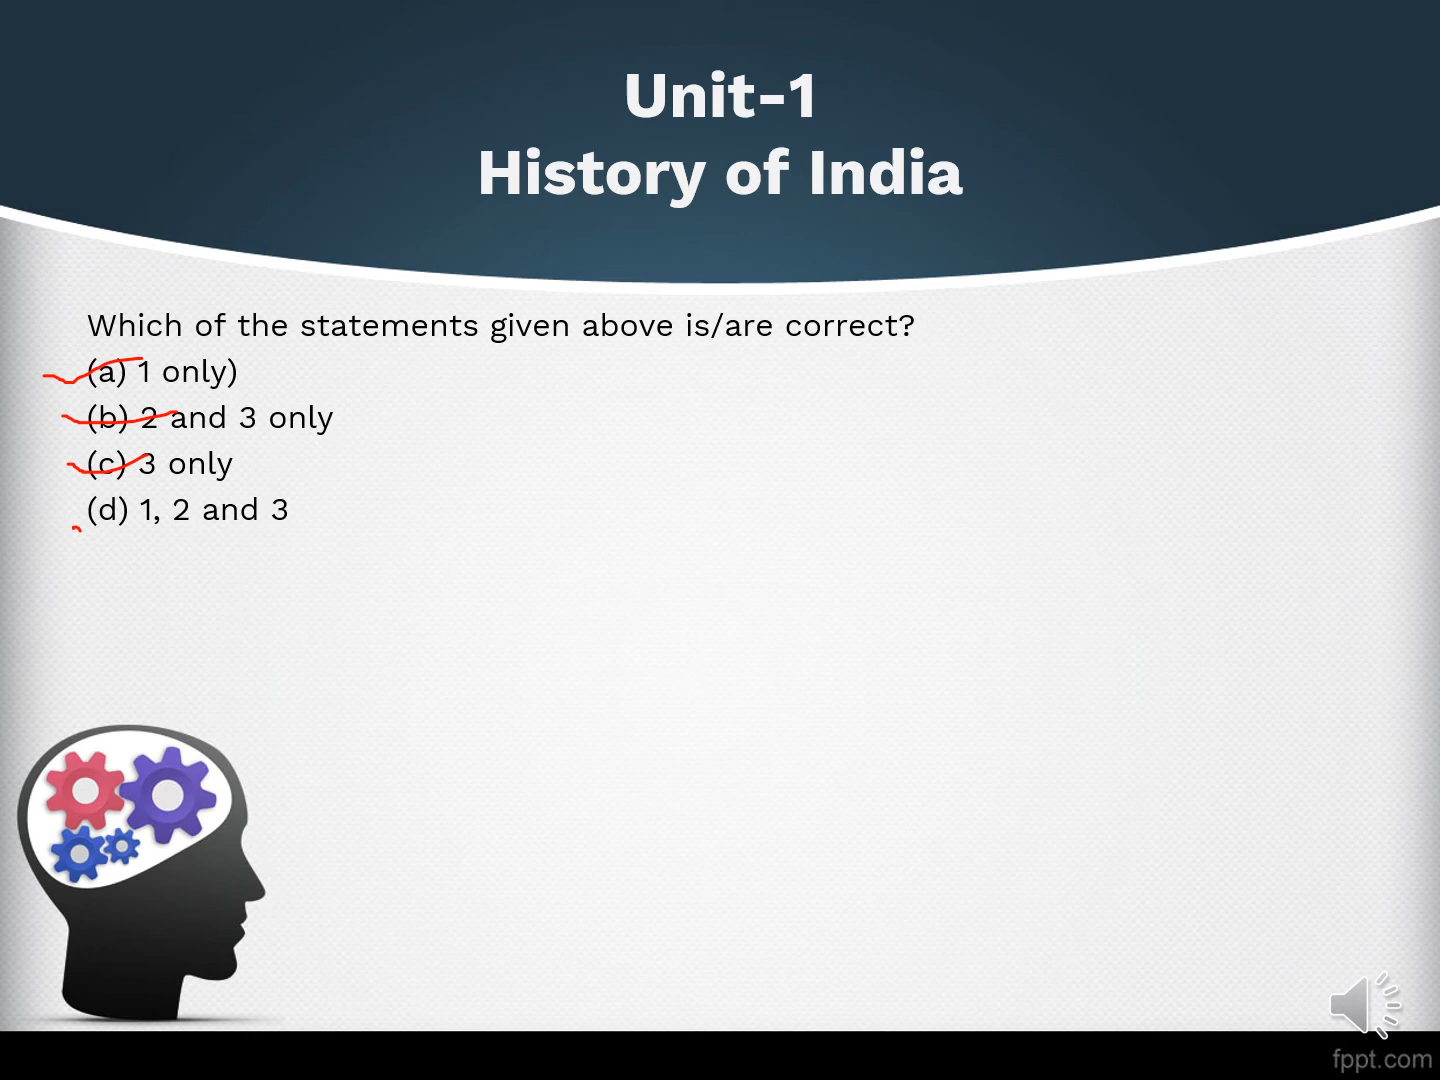 Unit-1
History of India
Which of the statements given above is/are correct?
(a) 1 only)
(b) 2 and 3 only
(c) 3 only
(d) 1, 2 and 3
fppt.com